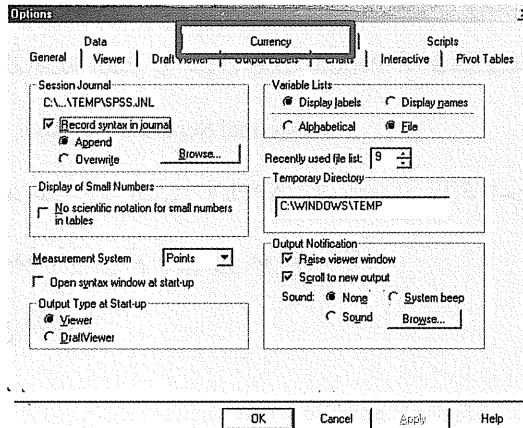 Options
Data Currency Scripts
General Viewer Draft Viewer Output Labels Charts Interactive Pivot Tables
Session Journal
C:\...\TEMP\SPSS.JNL
Record syntax in journal
Append
Overwrite
Browse...
Display of Small Numbers
No scientific notation for small numbers
in tables
Measurement System Points
Open syntax window at start-up
Output Type at Start-up
Viewer
DraftViewer
Variable Lists
Display labels Display names
Alphabetical File
Recently used file list: 9
Temporary Directory
C:\WINDOWS\TEMP
Output Notification
Raise viewer window
Scroll to new output
Sound: None System beep
Sound Browse...
OK Cancel Apply Help